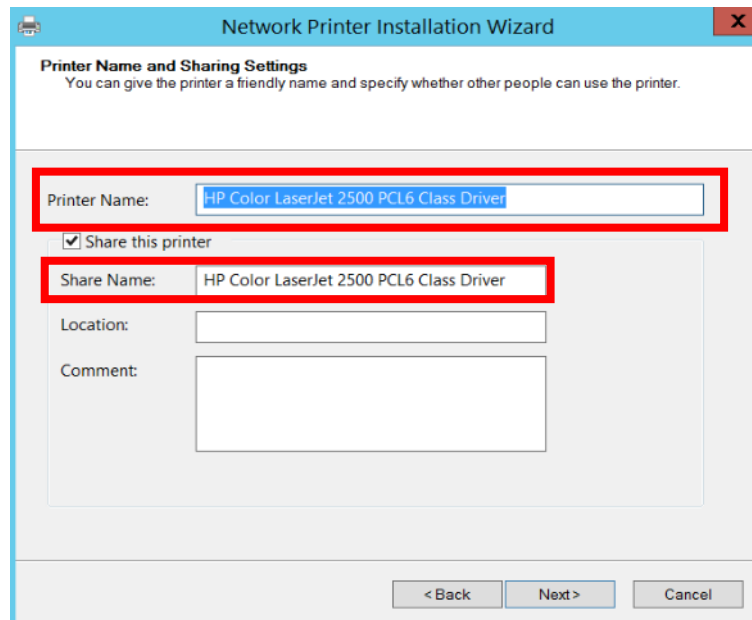 Network Printer Installation Wizard
X
Printer Name and Sharing Settings
You can give the printer a friendly name and specify whether other people can use the printer.
Printer Name: HP Color LaserJet 2500 PCL6 Class Driver
Share this printer
Share Name: HP Color LaserJet 2500 PCL6 Class Driver
Location:
Comment:
< Back Next > Cancel